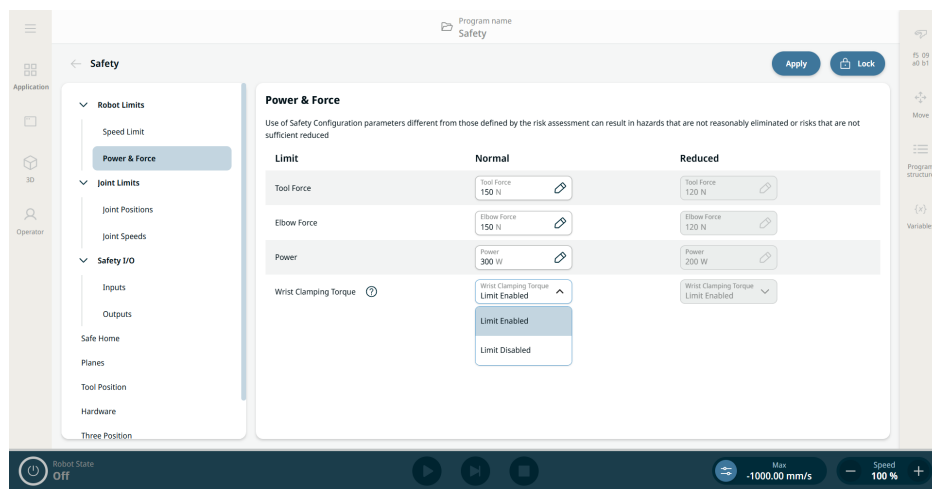 Program name
Safety
Safety
Apply
Lock
f5 09
a0 b1
Application
3D
Operator
Move
Program
structur
Variable
Robot Limits
Speed Limit
Power & Force
Joint Limits
Joint Positions
Joint Speeds
Safety I/O
Inputs
Outputs
Safe Home
Planes
Tool Position
Hardware
Three Position
Power & Force
Use of Safety Configuration parameters different from those defined by the risk assessment can result in hazards that are not reasonably eliminated or risks that are not
sufficient reduced
Limit Normal Reduced
Tool Force
Tool Force
150 N
Tool Force
120 N
Elbow Force
Elbow Force
150 N
Elbow Force
120 N
Power
Power
300 W
Power
200 W
Wrist Clamping Torque ?
Wrist Clamping Torque
Limit Enabled
Wrist Clamping Torque
Limit Enabled
Limit Enabled
Limit Disabled
Robot State
Off
Max
-1000.00 mm/s
Speed
100 %